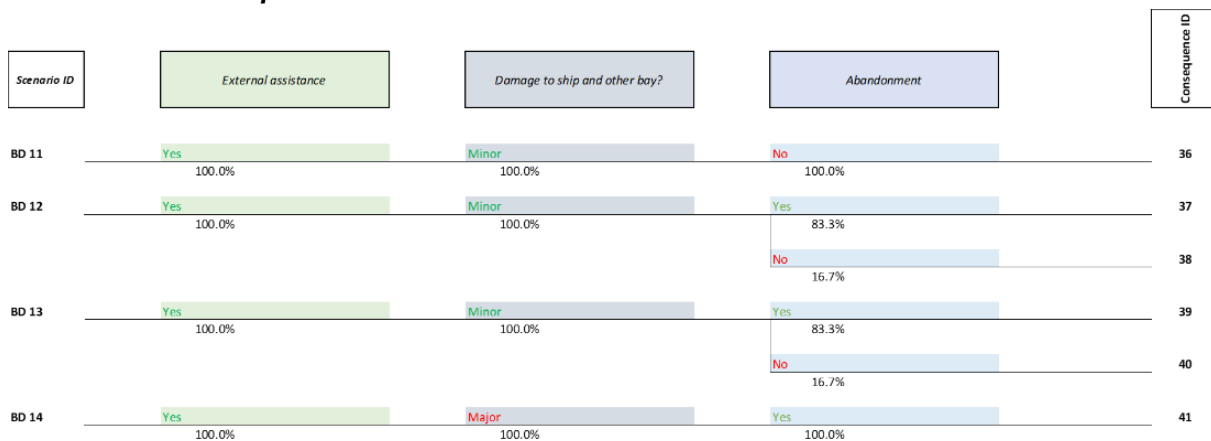 Consequence ID
Scenario ID External assistance Damage to ship and other bay? Abandonment
BD 11 Yes Minor No 36
100.0% 100.0% 100.0%
BD 12 Yes Minor Yes 37
100.0% 100.0% 83.3%
No 38
16.7%
BD 13 Yes Minor Yes 39
100.0% 100.0% 83.3%
No 40
16.7%
BD 14 Yes Major Yes 41
100.0% 100.0% 100.0%